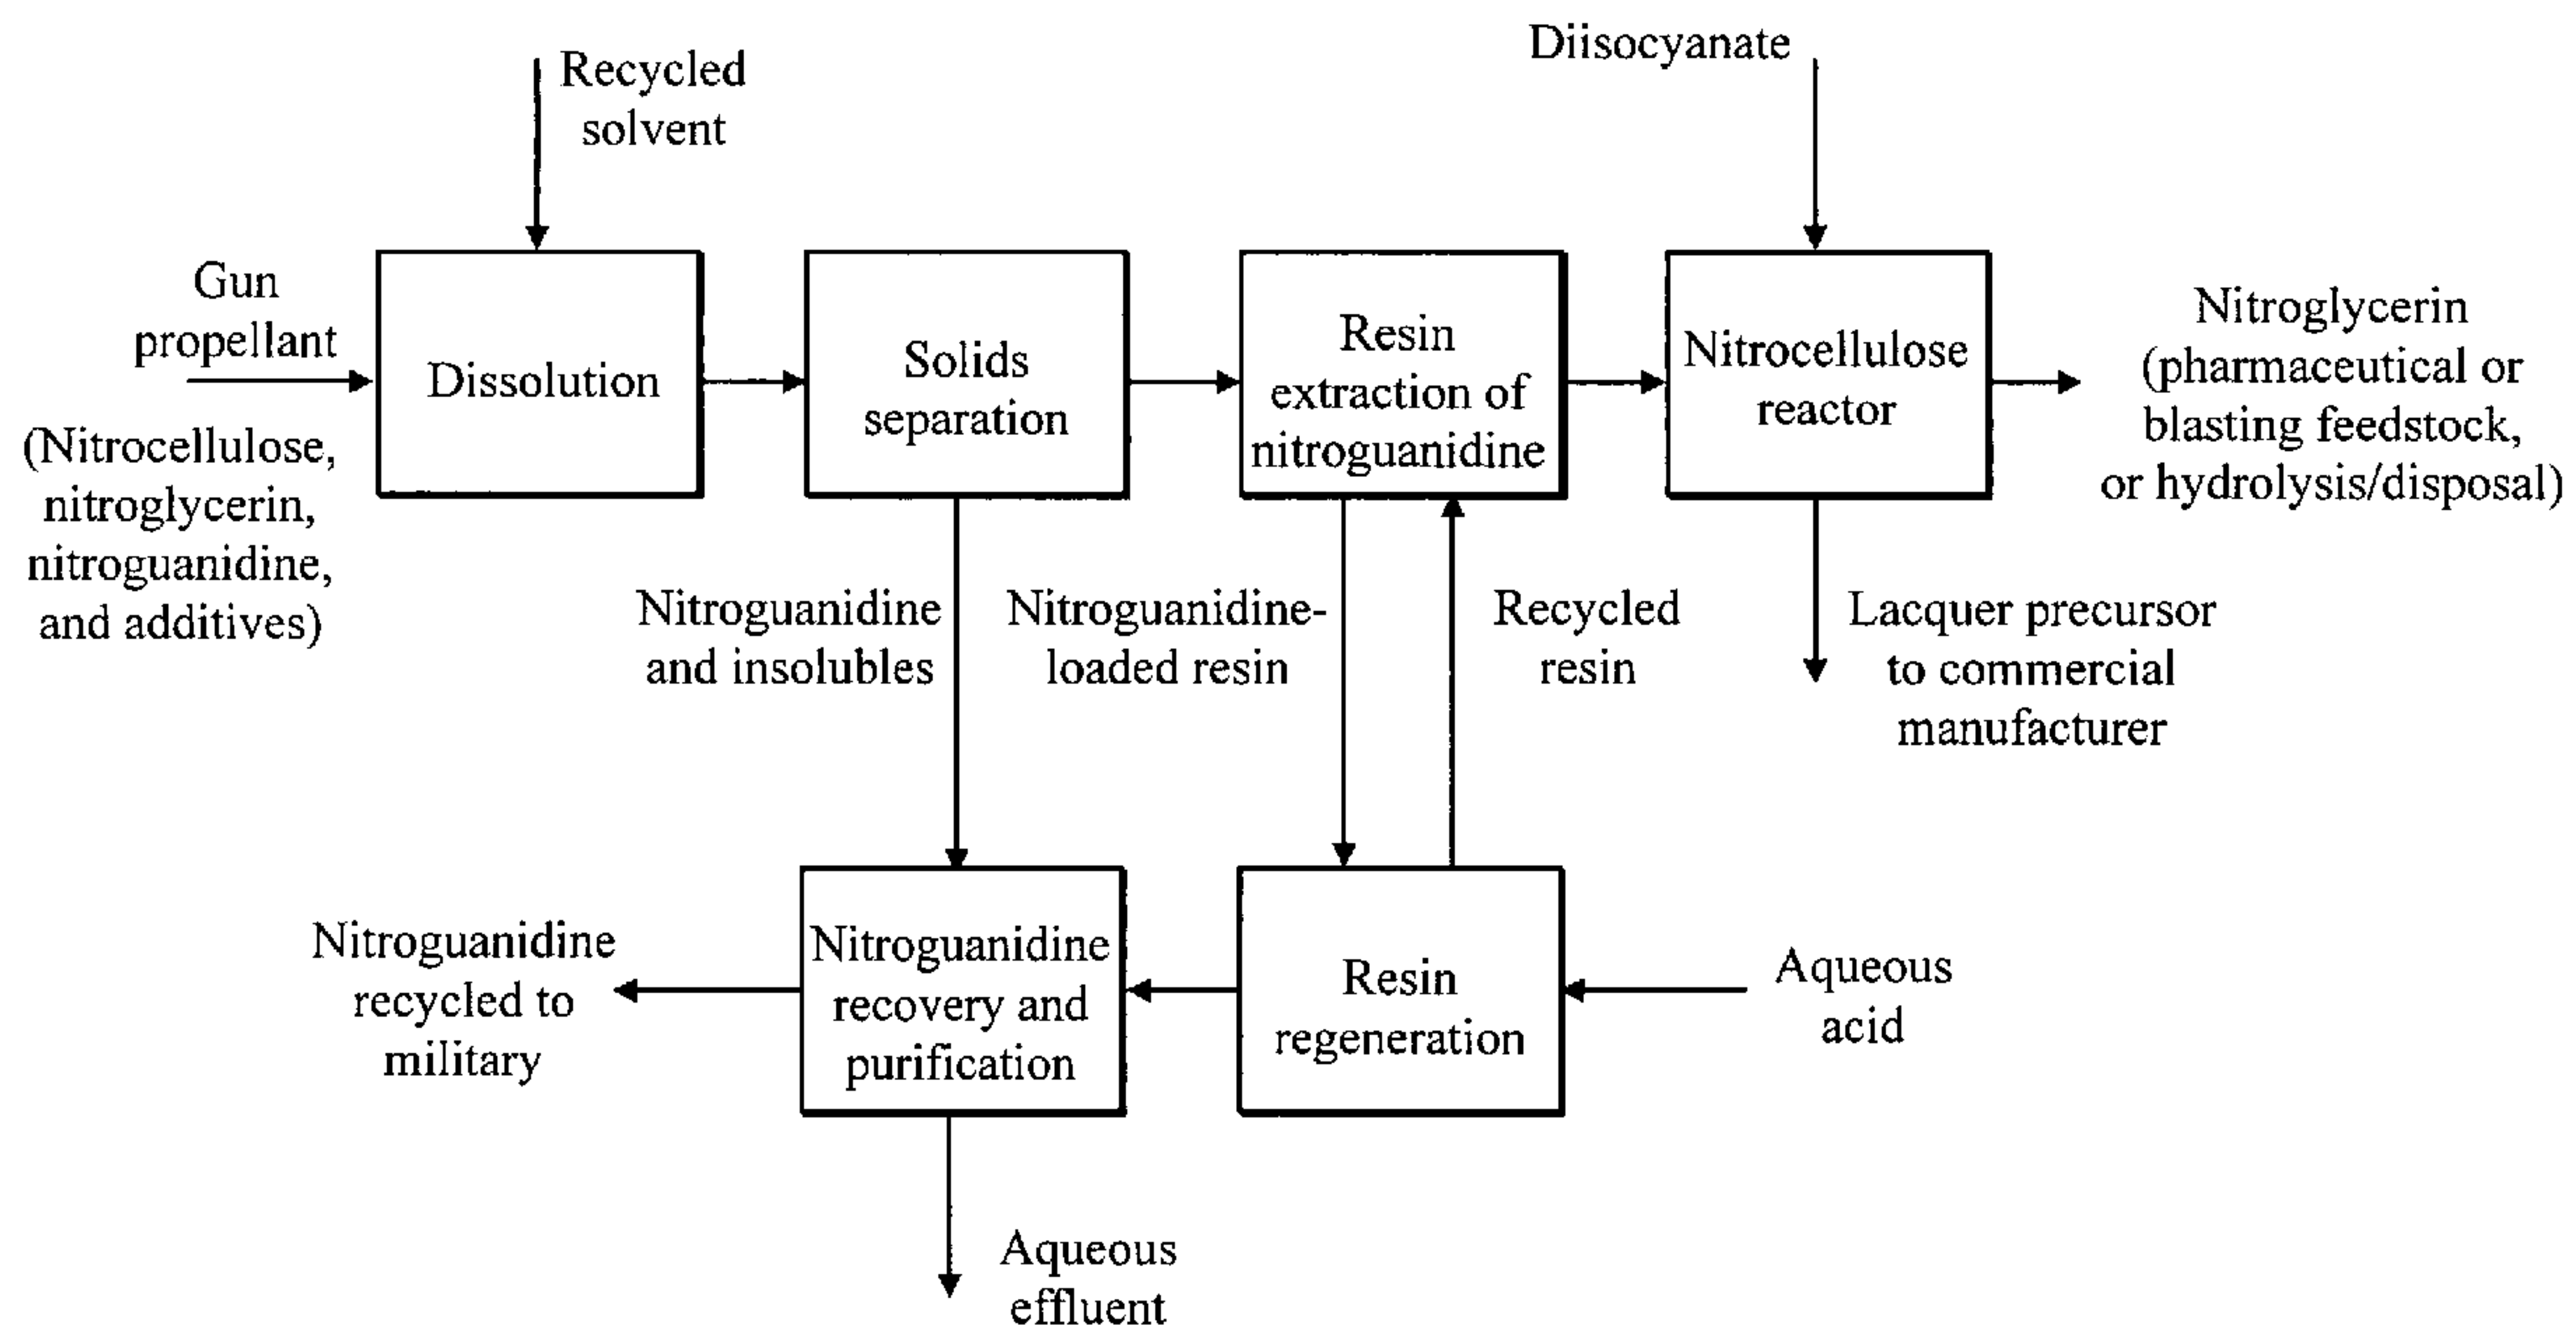 Recycled
solvent
Diisocyanate
Gun
propellant
(Nitrocellulose,
nitroglycerin,
nitroguanidine,
and additives)
Dissolution
Solids
separation
Resin
extraction of
nitroguanidine
Nitrocellulose
reactor
Nitroglycerin
(pharmaceutical or
blasting feedstock,
or hydrolysis/disposal)
Nitroguanidine
and insolubles
Nitroguanidine-
loaded resin
Recycled
resin
Lacquer precursor
to commercial
manufacturer
Nitroguanidine
recycled to
military
Nitroguanidine
recovery and
purification
Resin
regeneration
Aqueous
acid
Aqueous
effluent